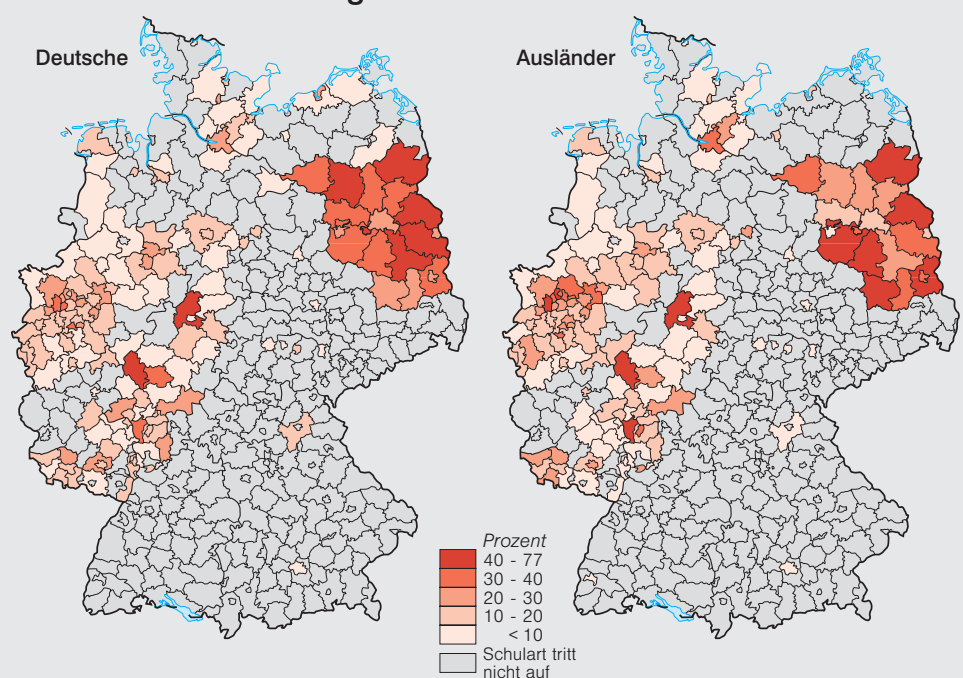 Deutsche
Ausländer
Prozent
40 - 77
30 - 40
20 - 30
10 - 20
< 10
Schulart tritt
nicht auf